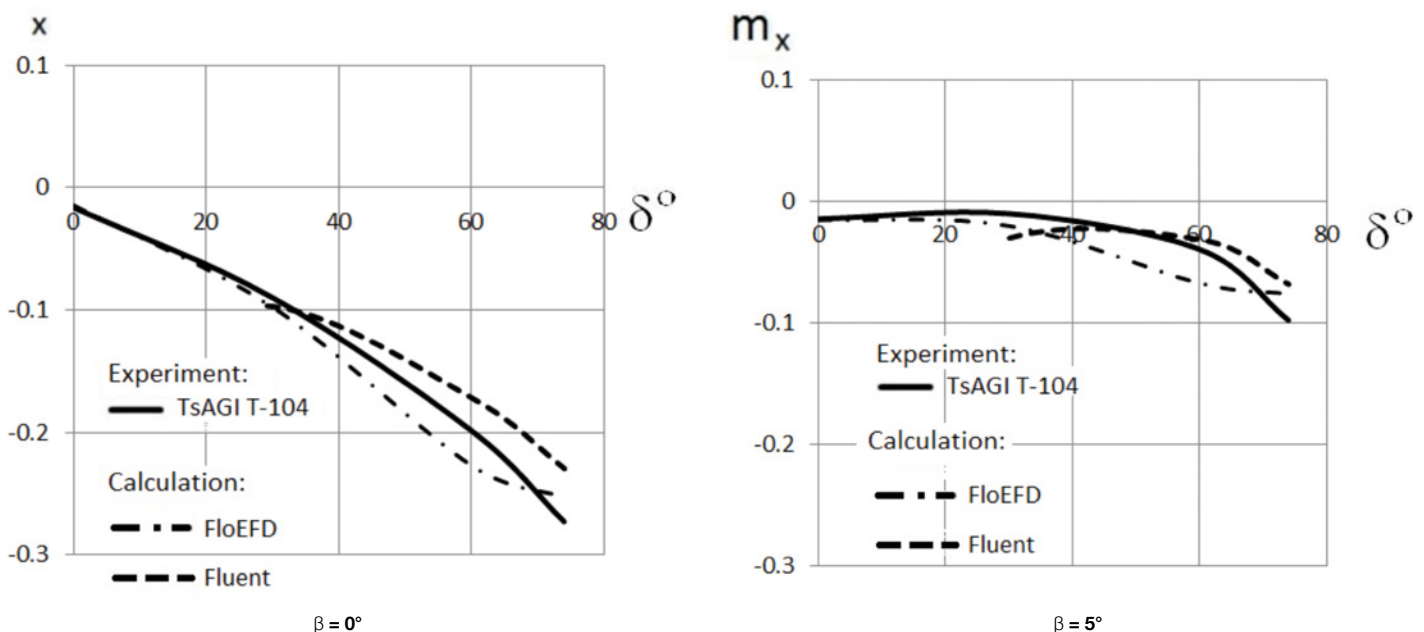 x
0.1
0
0 20 40 60 80 δ°
-0.1
Experiment:
TsAGI T-104
-0.2
Calculation:
FloEFD
-0.3
Fluent
β = 0°
mx
0.1
0
0 20 40 60 80 δ°
-0.1
Experiment:
TsAGI T-104
-0.2
Calculation:
FloEFD
Fluent
-0.3
β = 5°